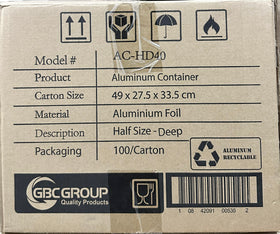 Model # AC-HD40
Product Aluminum Container
Carton Size 49 x 27.5 x 33.5 cm
Material Aluminium Foil
Description Half Size - Deep
Packaging 100/Carton
ALUMINUM
RECYCLABLE
GBC GROUP
Quality Products
1 08 42091 00535 2